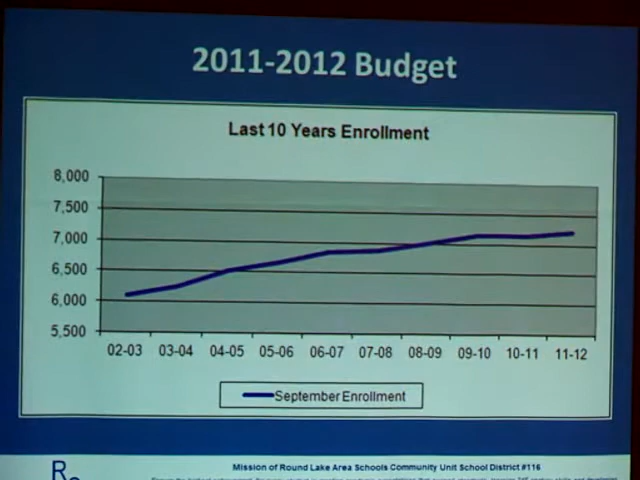 2011-2012 Budget
Last 10 Years Enrollment
8,000
7,500
7,000
6,500
6,000
5,500
02-03 03-04 04-05 05-06 06-07 07-08 08-09 09-10 10-11 11-12
September Enrollment
Mission of Round Lake Area Schools Community Unit School District #116
R